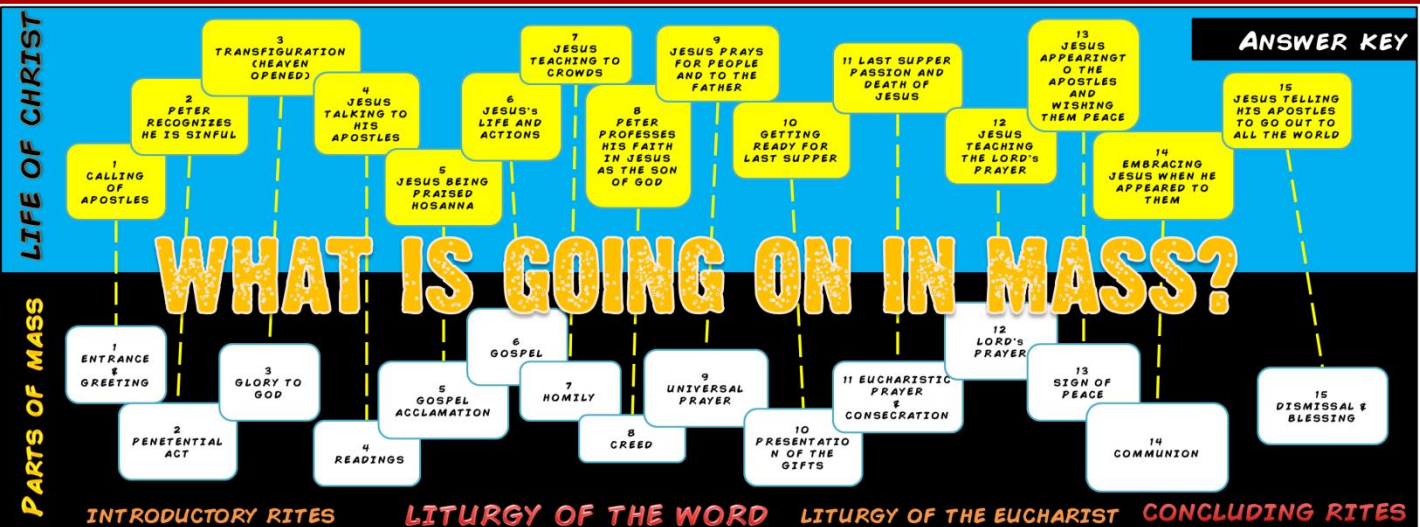 LIFE OF CHRIST
ANSWER KEY
1
CALLING
OF
APOSTLES
2
PETER
RECOGNIZES
HE IS SINFUL
3
TRANSFIGURATION
(HEAVEN
OPENED)
4
JESUS
TALKING TO
HIS
APOSTLES
5
JESUS BEING
PRAISED
HOSANNA
6
JESUS'S
LIFE AND
ACTIONS
7
JESUS
TEACHING TO
CROWDS
8
PETER
PROFESSES
HIS FAITH
IN JESUS
AS THE SON
OF GOD
9
JESUS PRAYS
FOR PEOPLE
AND TO THE
FATHER
10
GETTING
READY FOR
LAST SUPPER
11 LAST SUPPER
PASSION AND
DEATH OF
JESUS
12
JESUS
TEACHING
THE LORD'S
PRAYER
13
JESUS
APPEARINGT
O THE
APOSTLES
AND
WISHING
THEM PEACE
14
EMBRACING
JESUS WHEN HE
APPEARED TO
THEM
15
JESUS TELLING
HIS APOSTLES
TO GO OUT TO
ALL THE WORLD
WHAT IS GOING ON IN MASS?
PARTS OF MASS
1
ENTRANCE
&
GREETING
2
PENETENTIAL
ACT
3
GLORY TO
GOD
4
READINGS
5
GOSPEL
ACCLAMATION
6
GOSPEL
7
HOMILY
8
CREED
9
UNIVERSAL
PRAYER
10
PRESENTATIO
N OF THE
GIFTS
11 EUCHARISTIC
PRAYER
&
CONSECRATION
12
LORD'S
PRAYER
13
SIGN OF
PEACE
14
COMMUNION
15
DISMISSAL &
BLESSING
INTRODUCTORY RITES
LITURGY OF THE WORD
LITURGY OF THE EUCHARIST
CONCLUDING RITES